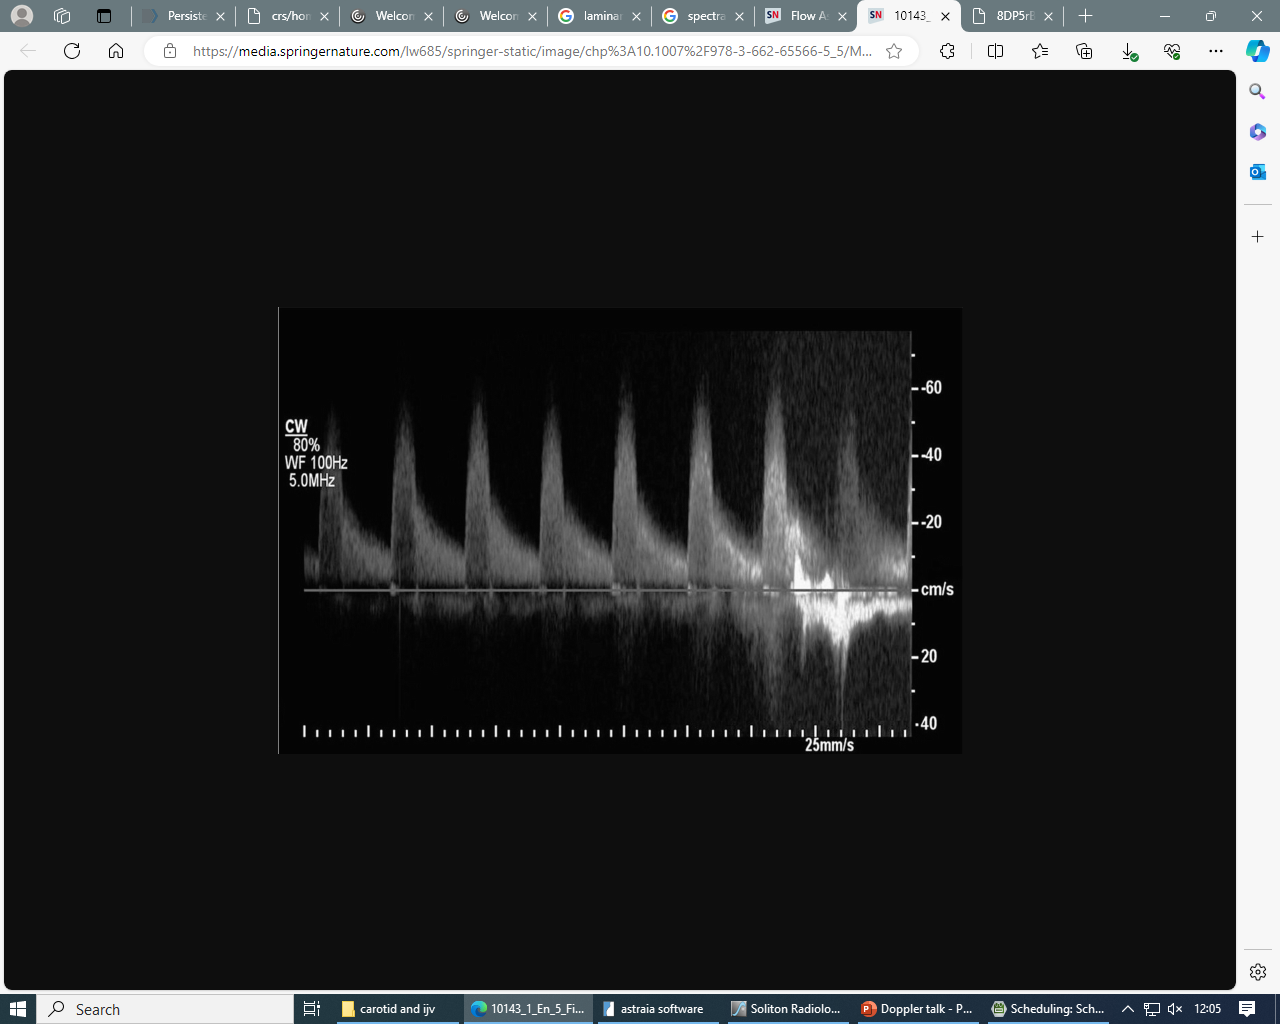 Persiste
crs/hon
Welcon
Welcon
laminar
spectra
Flow A
10143_
8DP5rB
https://media.springernature.com/lw685/springer-static/image/chp%3A10.1007%2F978-3-662-65566-5_5/M...
CW
80%
WF 100Hz
5.0MHz
-60
-40
-20
cm/s
20
40
25mm/s
Search
carotid and ijv
10143_1_En_5_Fi...
astraia software
Soliton Radiolo...
Doppler talk - P...
Scheduling: Sch...
12:05